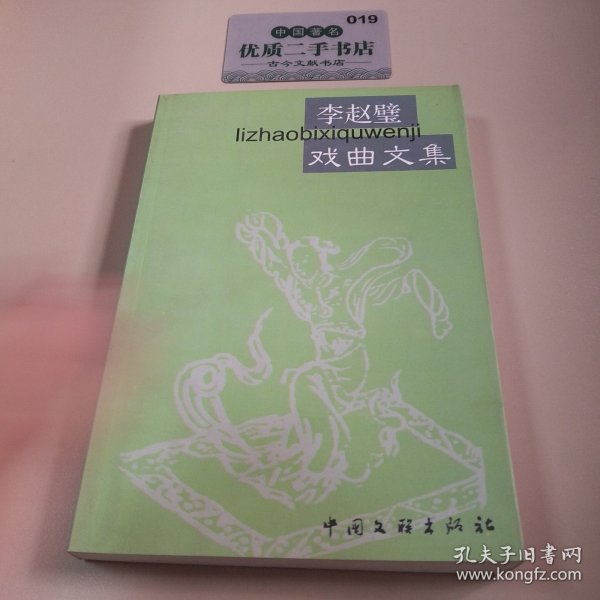 019
中国著名
优质二手书店
古今文献书店
李赵璧
lizhaobixiquwenji
戏曲文集
中国文联出版社
孔夫子旧书网
www.kongfz.com